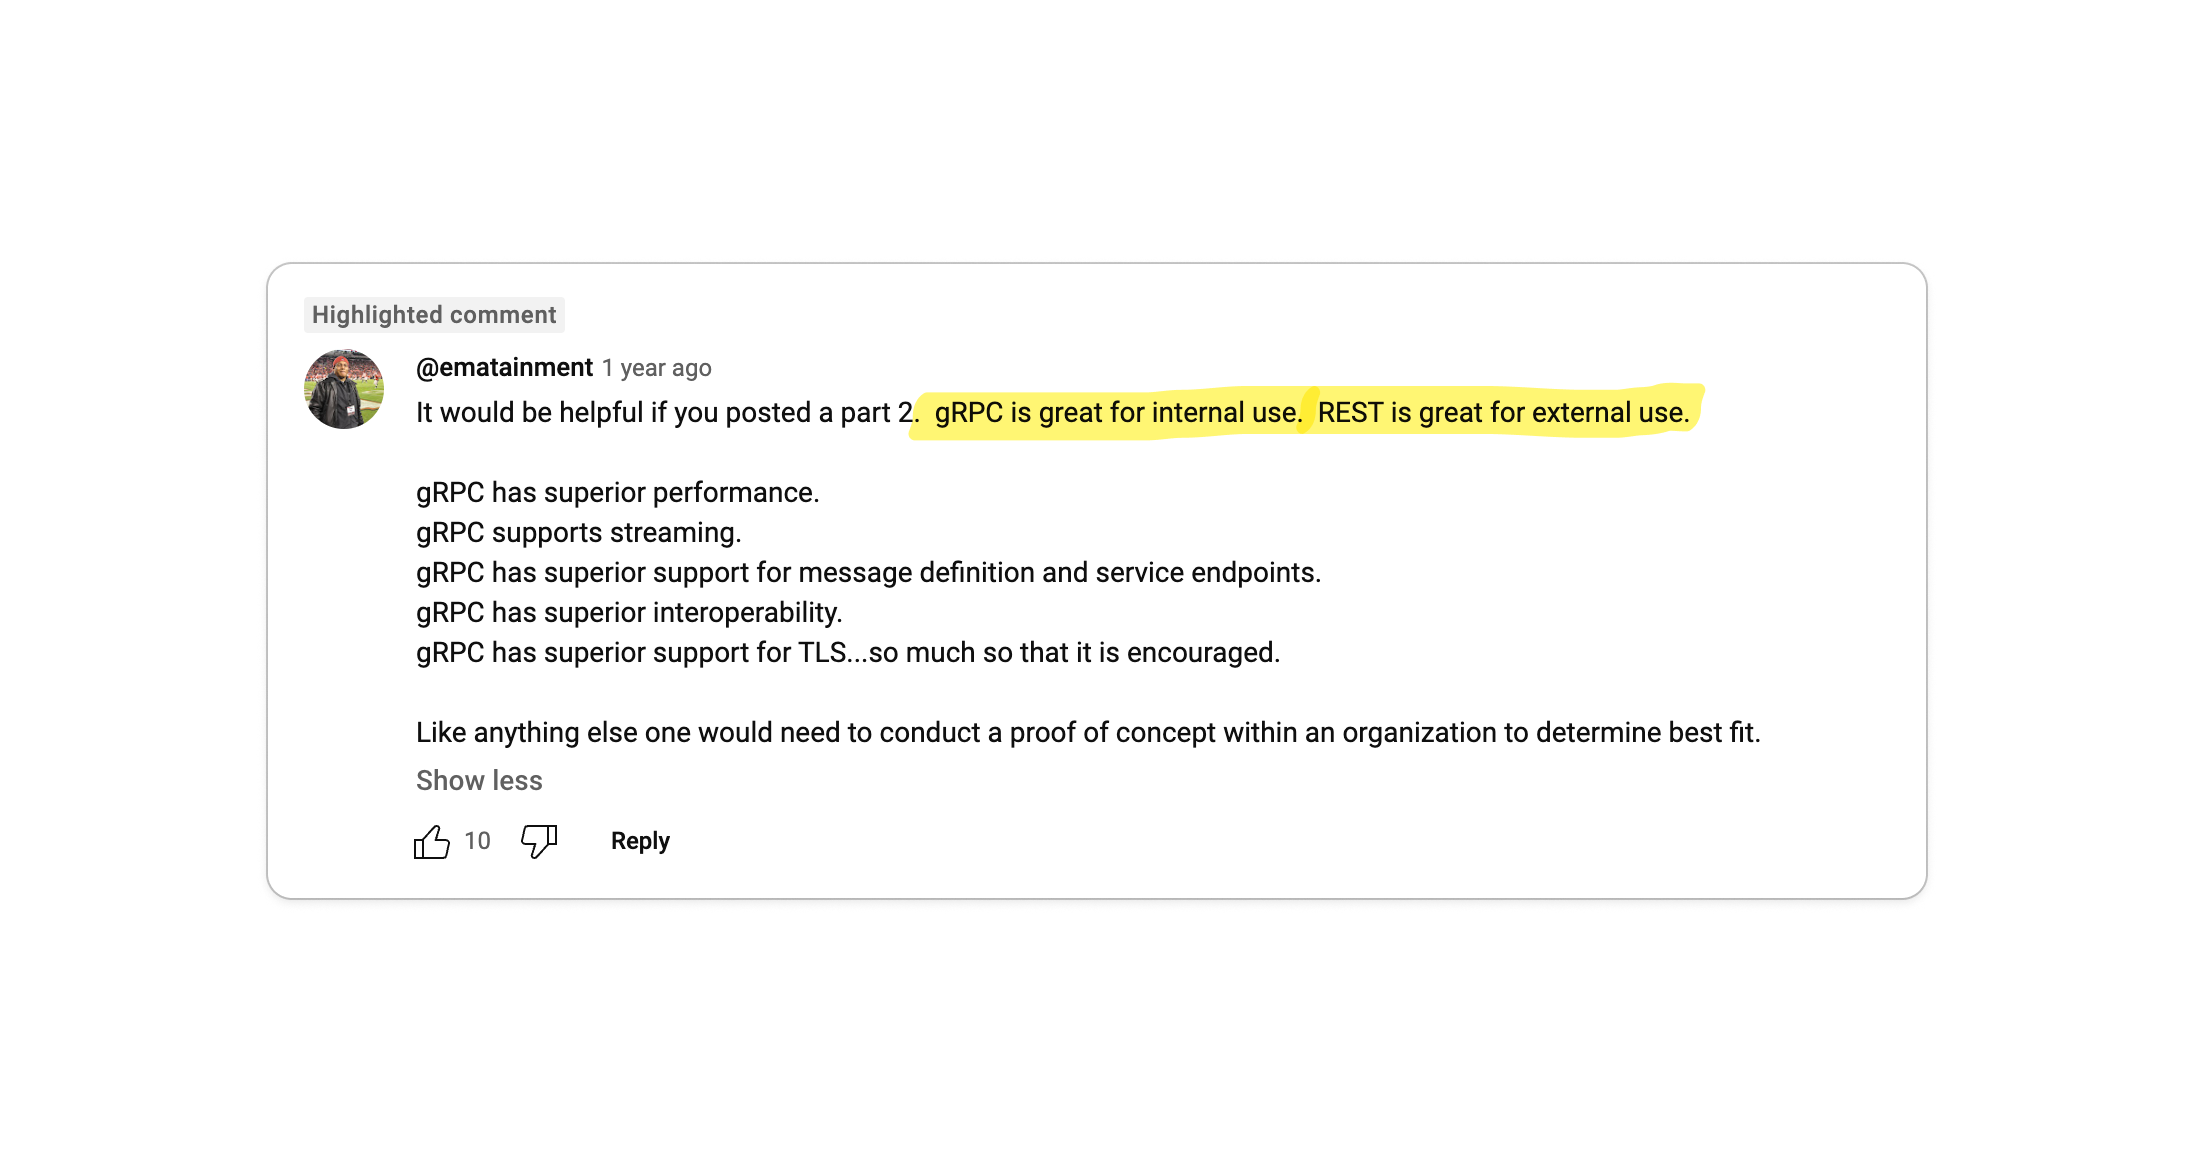 Highlighted comment
@ematainment 1 year ago
It would be helpful if you posted a part 2.  gRPC is great for internal use.  REST is great for external use.
gRPC has superior performance.
gRPC supports streaming.
gRPC has superior support for message definition and service endpoints.
gRPC has superior interoperability.
gRPC has superior support for TLS...so much so that it is encouraged.
Like anything else one would need to conduct a proof of concept within an organization to determine best fit.
Show less
10 Reply